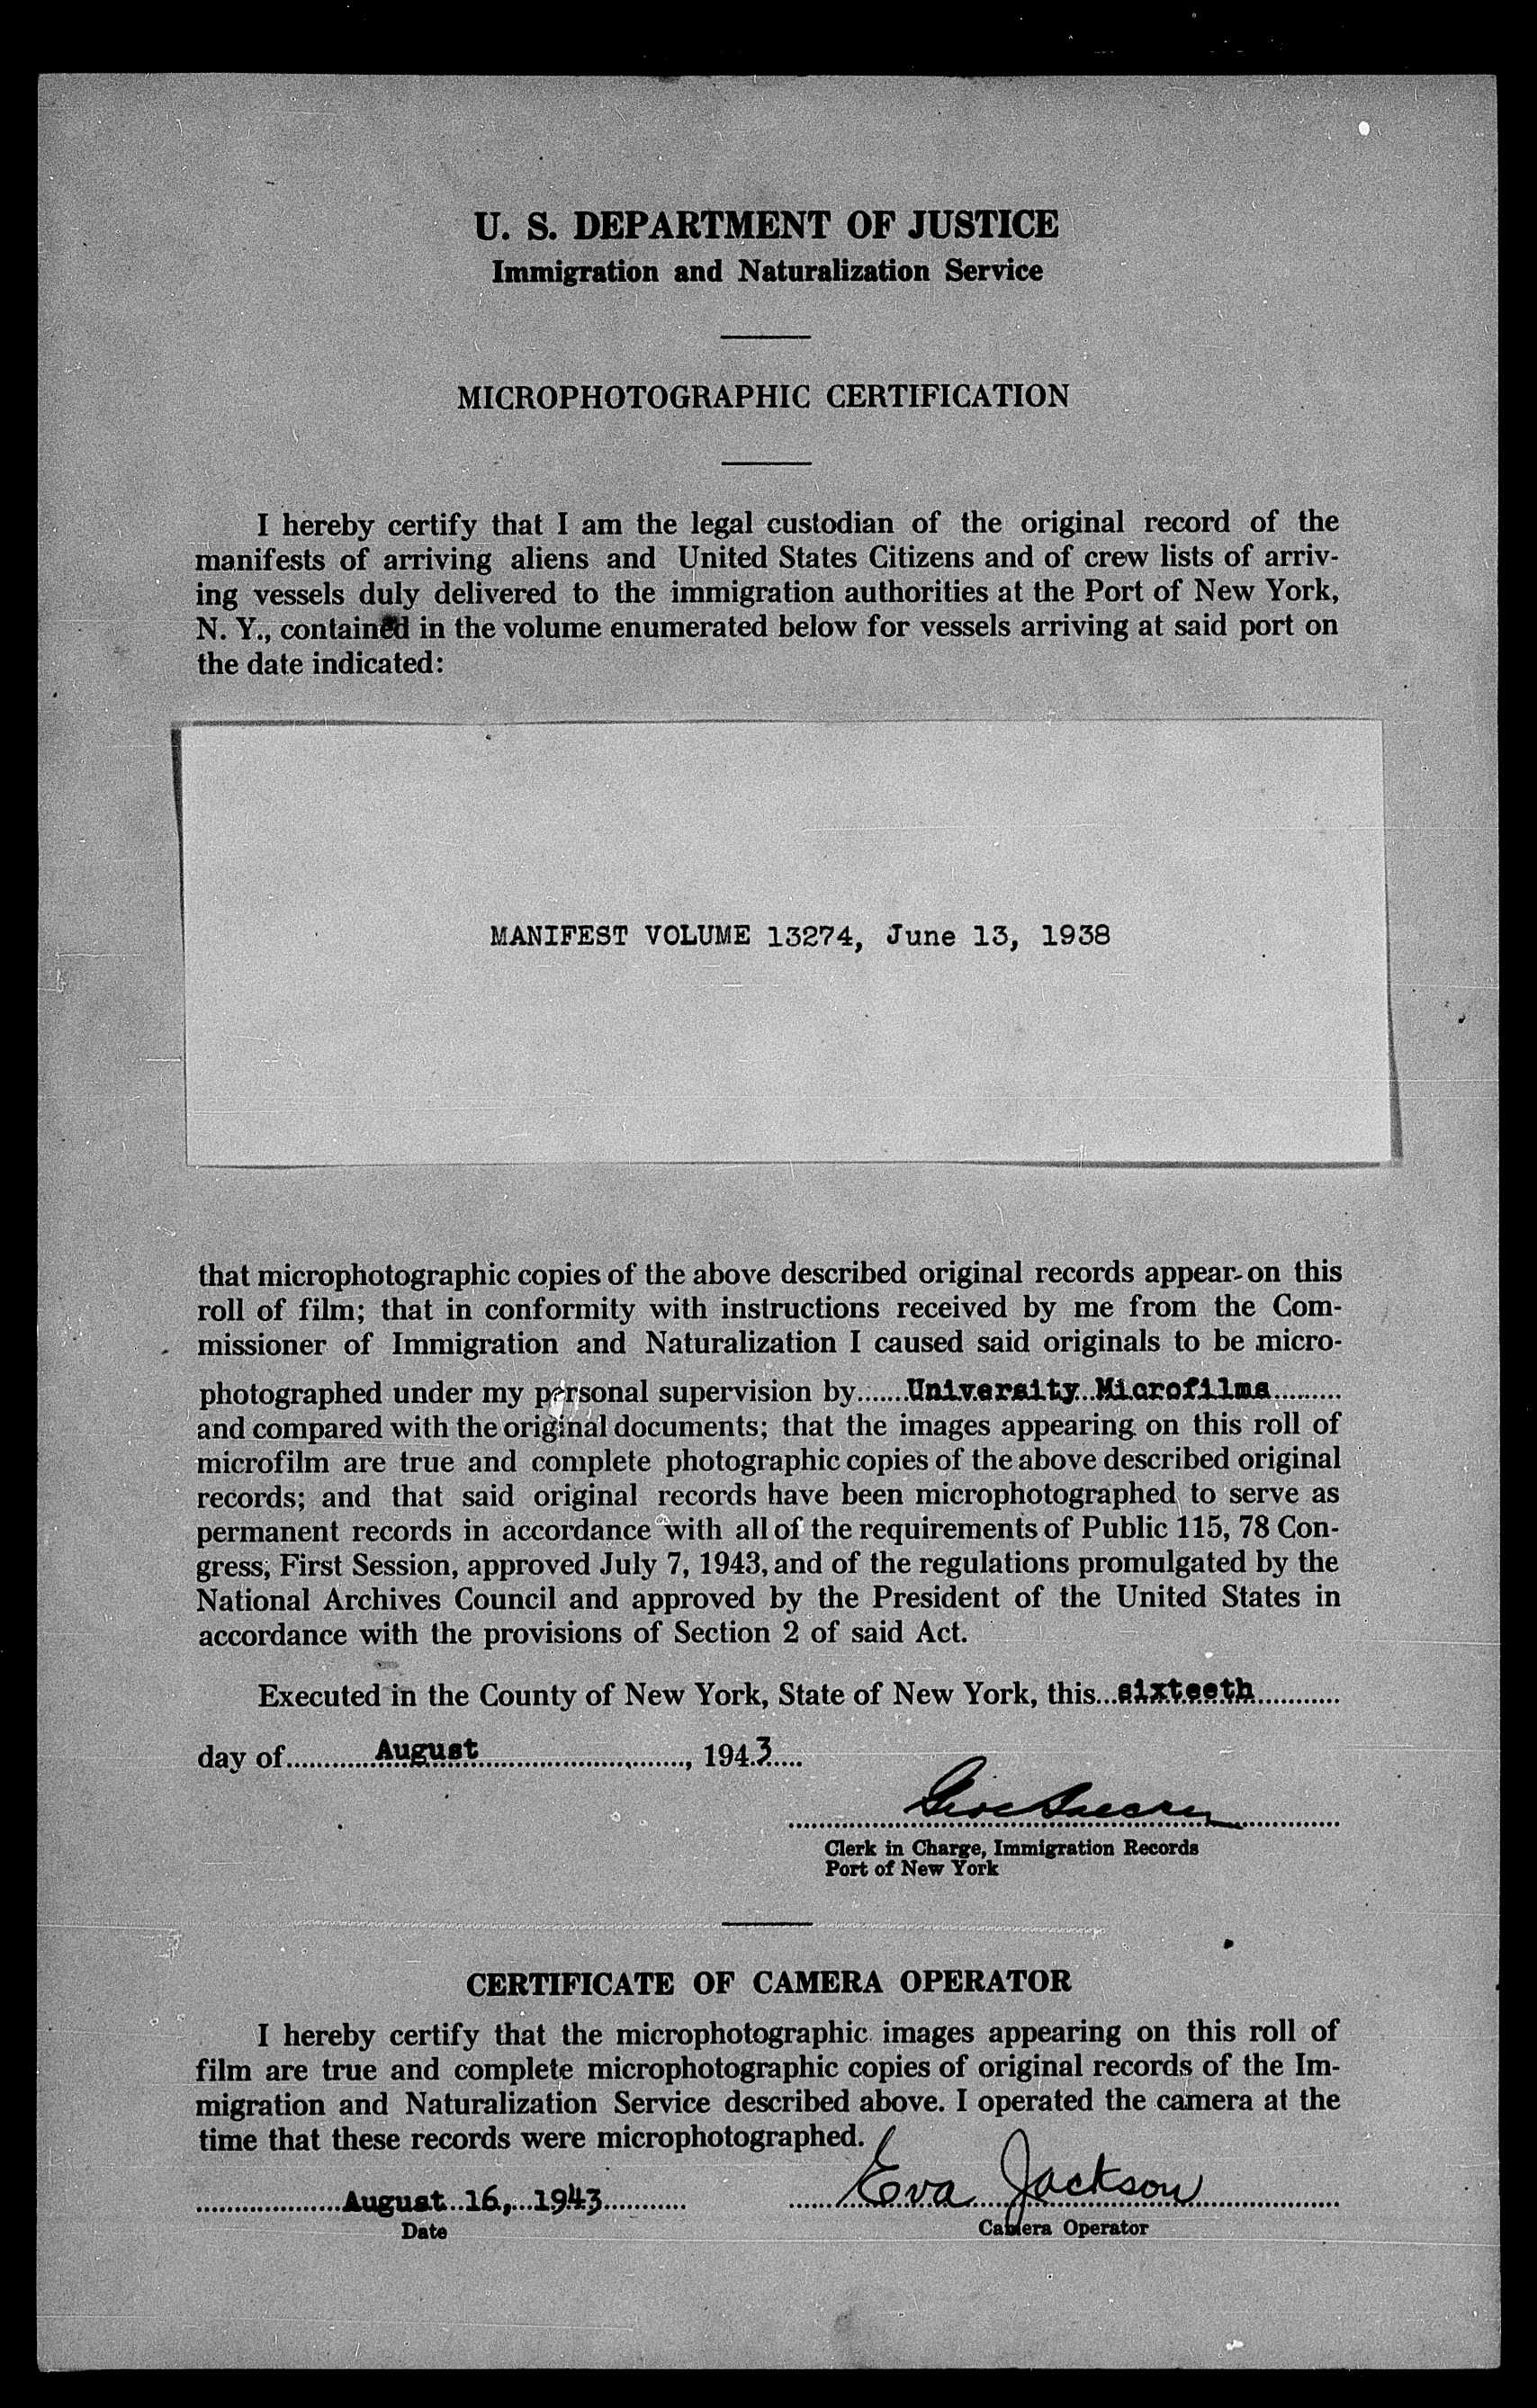 U. S. DEPARTMENT OF JUSTICE
Immigration and Naturalization Service
MICROPHOTOGRAPHIC CERTIFICATION
I hereby certify that I am the legal custodian of the original record of the
manifests of arriving aliens and United States Citizens and of crew lists of arriv-
ing vessels duly delivered to the immigration authorities at the Port of New York,
N. Y., contained in the volume enumerated below for vessels arriving at said port on
the date indicated:
MANIFEST VOLUME 13274, June 13, 1938
that microphotographic copies of the above described original records appear on this
roll of film; that in conformity with instructions received by me from the Com-
missioner of Immigration and Naturalization I caused said originals to be micro-
photographed under my personal supervision by University Microfilms
and compared with the original documents; that the images appearing on this roll of
microfilm are true and complete photographic copies of the above described original
records; and that said original records have been microphotographed to serve as
permanent records in accordance with all of the requirements of Public 115, 78 Con-
gress, First Session, approved July 7, 1943, and of the regulations promulgated by the
National Archives Council and approved by the President of the United States in
accordance with the provisions of Section 2 of said Act.
Executed in the County of New York, State of New York, this sixteeth
day of August, 1943
Clerk in Charge, Immigration Records
Port of New York
CERTIFICATE OF CAMERA OPERATOR
I hereby certify that the microphotographic images appearing on this roll of
film are true and complete microphotographic copies of original records of the Im-
migration and Naturalization Service described above. I operated the camera at the
time that these records were microphotographed.
August 16, 1943 Eva Jackson
Date Camera Operator